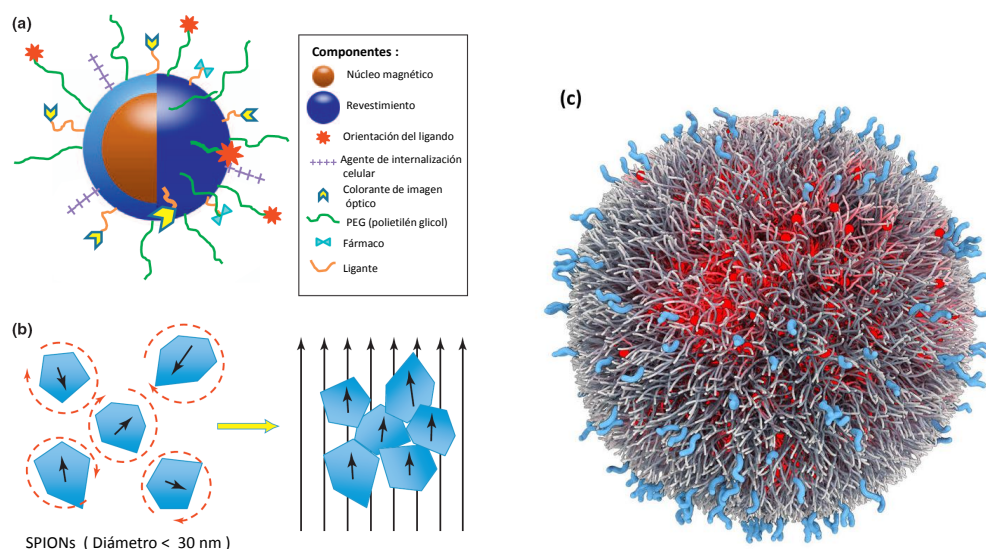 (a)
Componentes :
Núcleo magnético
Revestimiento
Orientación del ligando
Agente de internalización
celular
Colorante de imagen
óptico
PEG (polietilén glicol)
Fármaco
Ligante
(b)
SPIONs ( Diámetro < 30 nm )
(c)